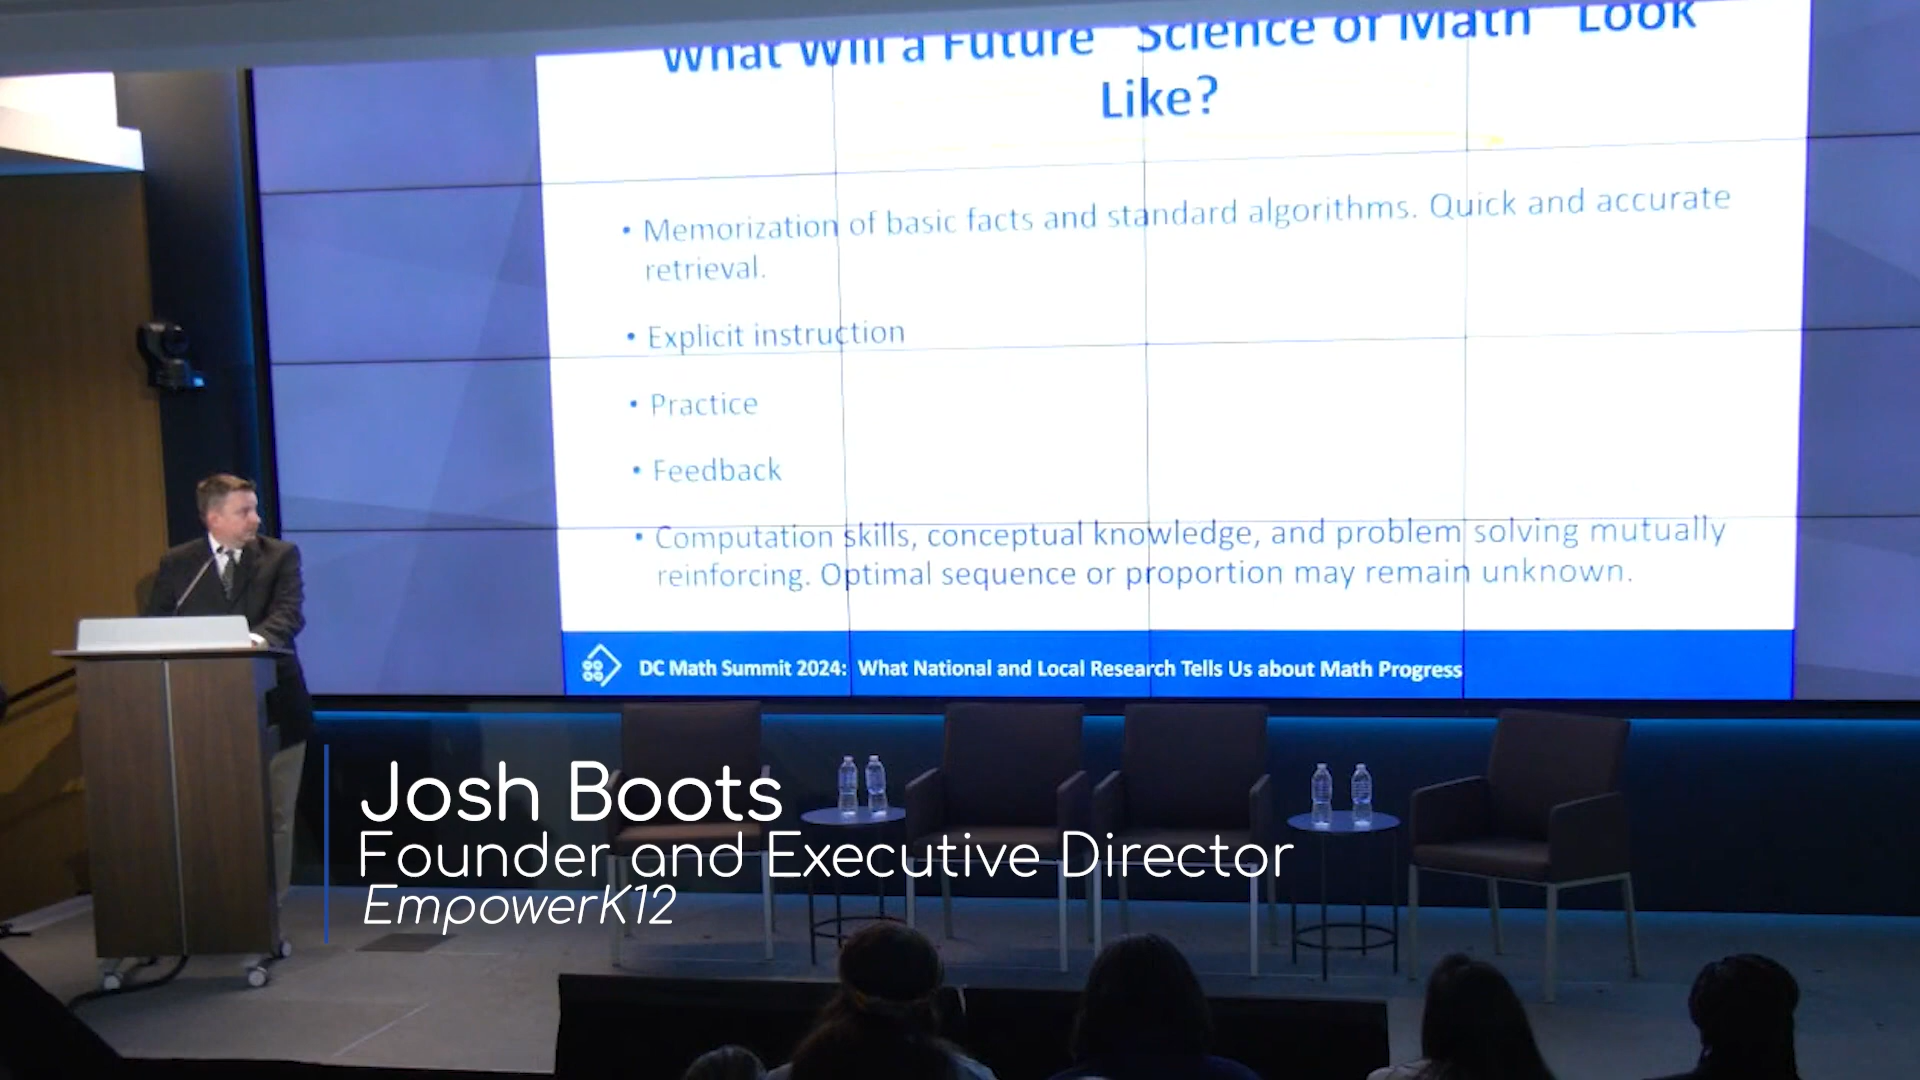 What Will a Future "Science of Math" Look
Like?
• Memorization of basic facts and standard algorithms. Quick and accurate
retrieval.
• Explicit instruction
• Practice
• Feedback
• Computation skills, conceptual knowledge, and problem solving mutually
reinforcing. Optimal sequence or proportion may remain unknown.
DC Math Summit 2024: What National and Local Research Tells Us about Math Progress
Josh Boots
Founder and Executive Director
EmpowerK12